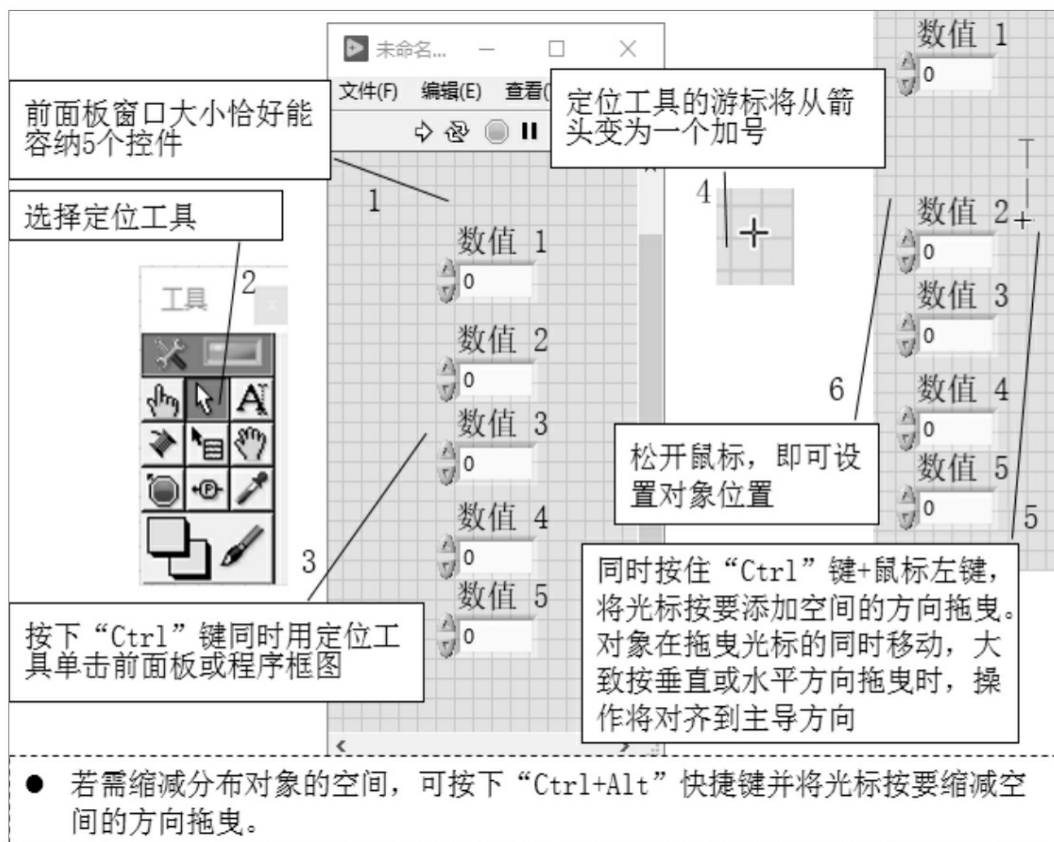 未命名...
文件(F) 编辑(E) 查看(
前面板窗口大小恰好能
容纳5个控件
1
选择定位工具
2
工具
数值 1
0
数值 2
0
数值 3
0
数值 4
0
数值 5
0
3
按下“Ctrl”键同时用定位工
具单击前面板或程序框图
定位工具的游标将从箭
头变为一个加号
4
数值 1
0
数值 2
0
数值 3
0
数值 4
0
数值 5
0
5
同时按住“Ctrl”键+鼠标左键,
将光标按要添加空间的方向拖曳。
对象在拖曳光标的同时移动,大
致按垂直或水平方向拖曳时,操
作将对齐到主导方向
6
松开鼠标,即可设
置对象位置
● 若需缩减分布对象的空间,可按下“Ctrl+Alt”快捷键并将光标按要缩减空
间的方向拖曳。